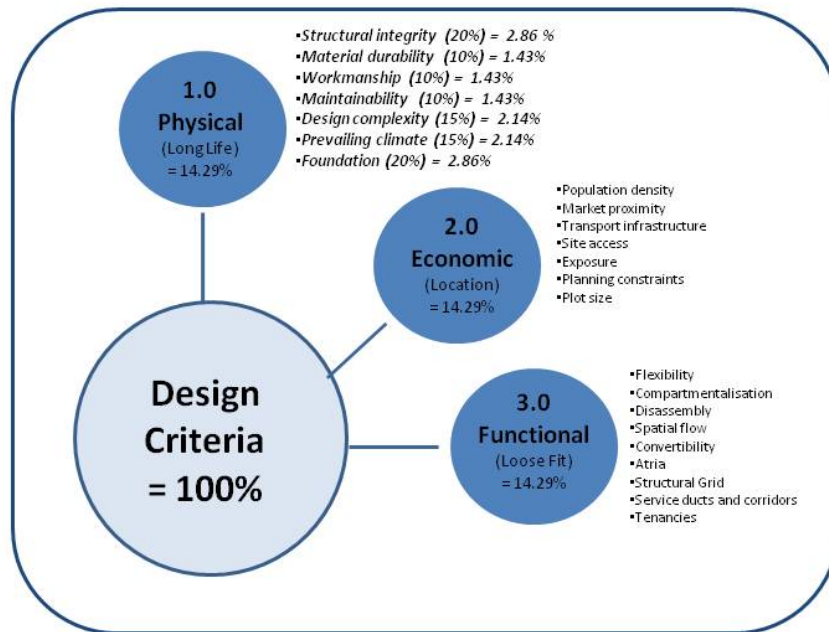 1.0
Physical
(Long Life)
= 14.29%
▪Structural integrity (20%) = 2.86 %
▪Material durability (10%) = 1.43%
▪Workmanship (10%) = 1.43%
▪Maintainability (10%) = 1.43%
▪Design complexity (15%) = 2.14%
▪Prevailing climate (15%) = 2.14%
▪Foundation (20%) = 2.86%
2.0
Economic
(Location)
= 14.29%
▪Population density
▪Market proximity
▪Transport infrastructure
▪Site access
▪Exposure
▪Planning constraints
▪Plot size
3.0
Functional
(Loose Fit)
= 14.29%
▪Flexibility
▪Compartmentalisation
▪Disassembly
▪Spatial flow
▪Convertibility
▪Atria
▪Structural Grid
▪Service ducts and corridors
▪Tenancies
Design
Criteria
= 100%